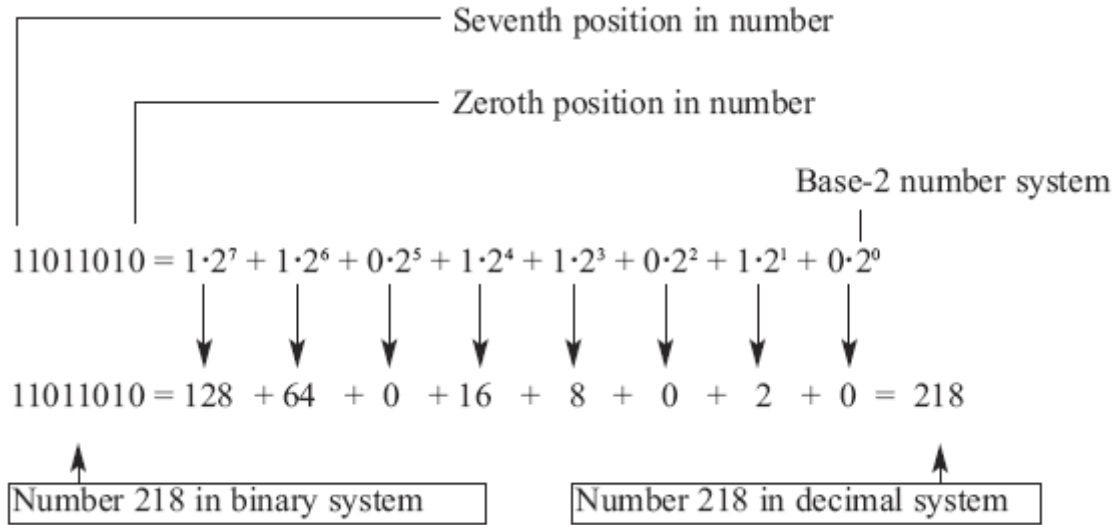 Seventh position in number
Zeroth position in number
Base-2 number system
11011010 = 1·2⁷ + 1·2⁶ + 0·2⁵ + 1·2⁴ + 1·2³ + 0·2² + 1·2¹ + 0·2⁰
11011010 = 128 + 64 + 0 + 16 + 8 + 0 + 2 + 0 = 218
Number 218 in binary system
Number 218 in decimal system